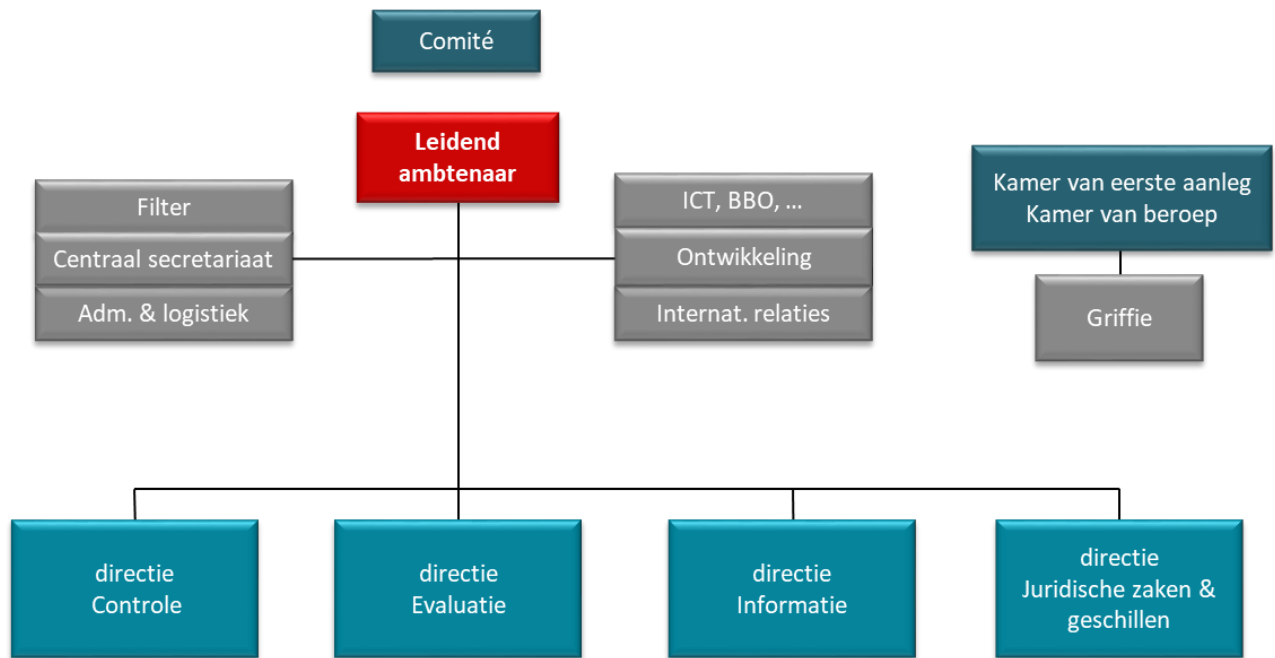 Comité
Leidend
ambtenaar
Filter
Centraal secretariaat
Adm. & logistiek
ICT, BBO, ...
Ontwikkeling
Internat. relaties
Kamer van eerste aanleg
Kamer van beroep
Griffie
directie
Controle
directie
Evaluatie
directie
Informatie
directie
Juridische zaken &
geschillen